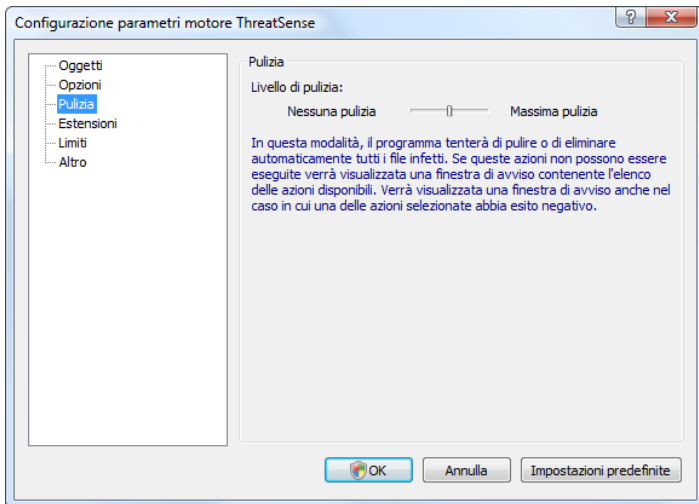 Configurazione parametri motore ThreatSense
Oggetti
Opzioni
Pulizia
Estensioni
Limiti
Altro
Pulizia
Livello di pulizia:
Nessuna pulizia
Massima pulizia
In questa modalità, il programma tenterà di pulire o di eliminare
automaticamente tutti i file infetti. Se queste azioni non possono essere
eseguite verrà visualizzata una finestra di avviso contenente l'elenco
delle azioni disponibili. Verrà visualizzata una finestra di avviso anche nel
caso in cui una delle azioni selezionate abbia esito negativo.
OK
Annulla
Impostazioni predefinite